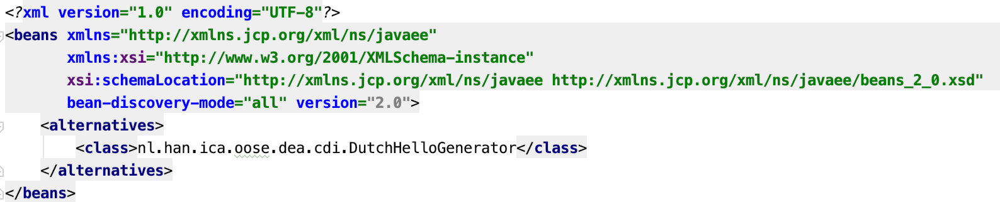 <?xml version="1.0" encoding="UTF-8"?>
<beans xmlns="http://xmlns.jcp.org/xml/ns/javaee"
xmlns:xsi="http://www.w3.org/2001/XMLSchema-instance"
xsi:schemaLocation="http://xmlns.jcp.org/xml/ns/javaee http://xmlns.jcp.org/xml/ns/javaee/beans_2_0.xsd"
bean-discovery-mode="all" version="2.0">
<alternatives>
<class>nl.han.ica.oose.dea.cdi.DutchHelloGenerator</class>
</alternatives>
</beans>